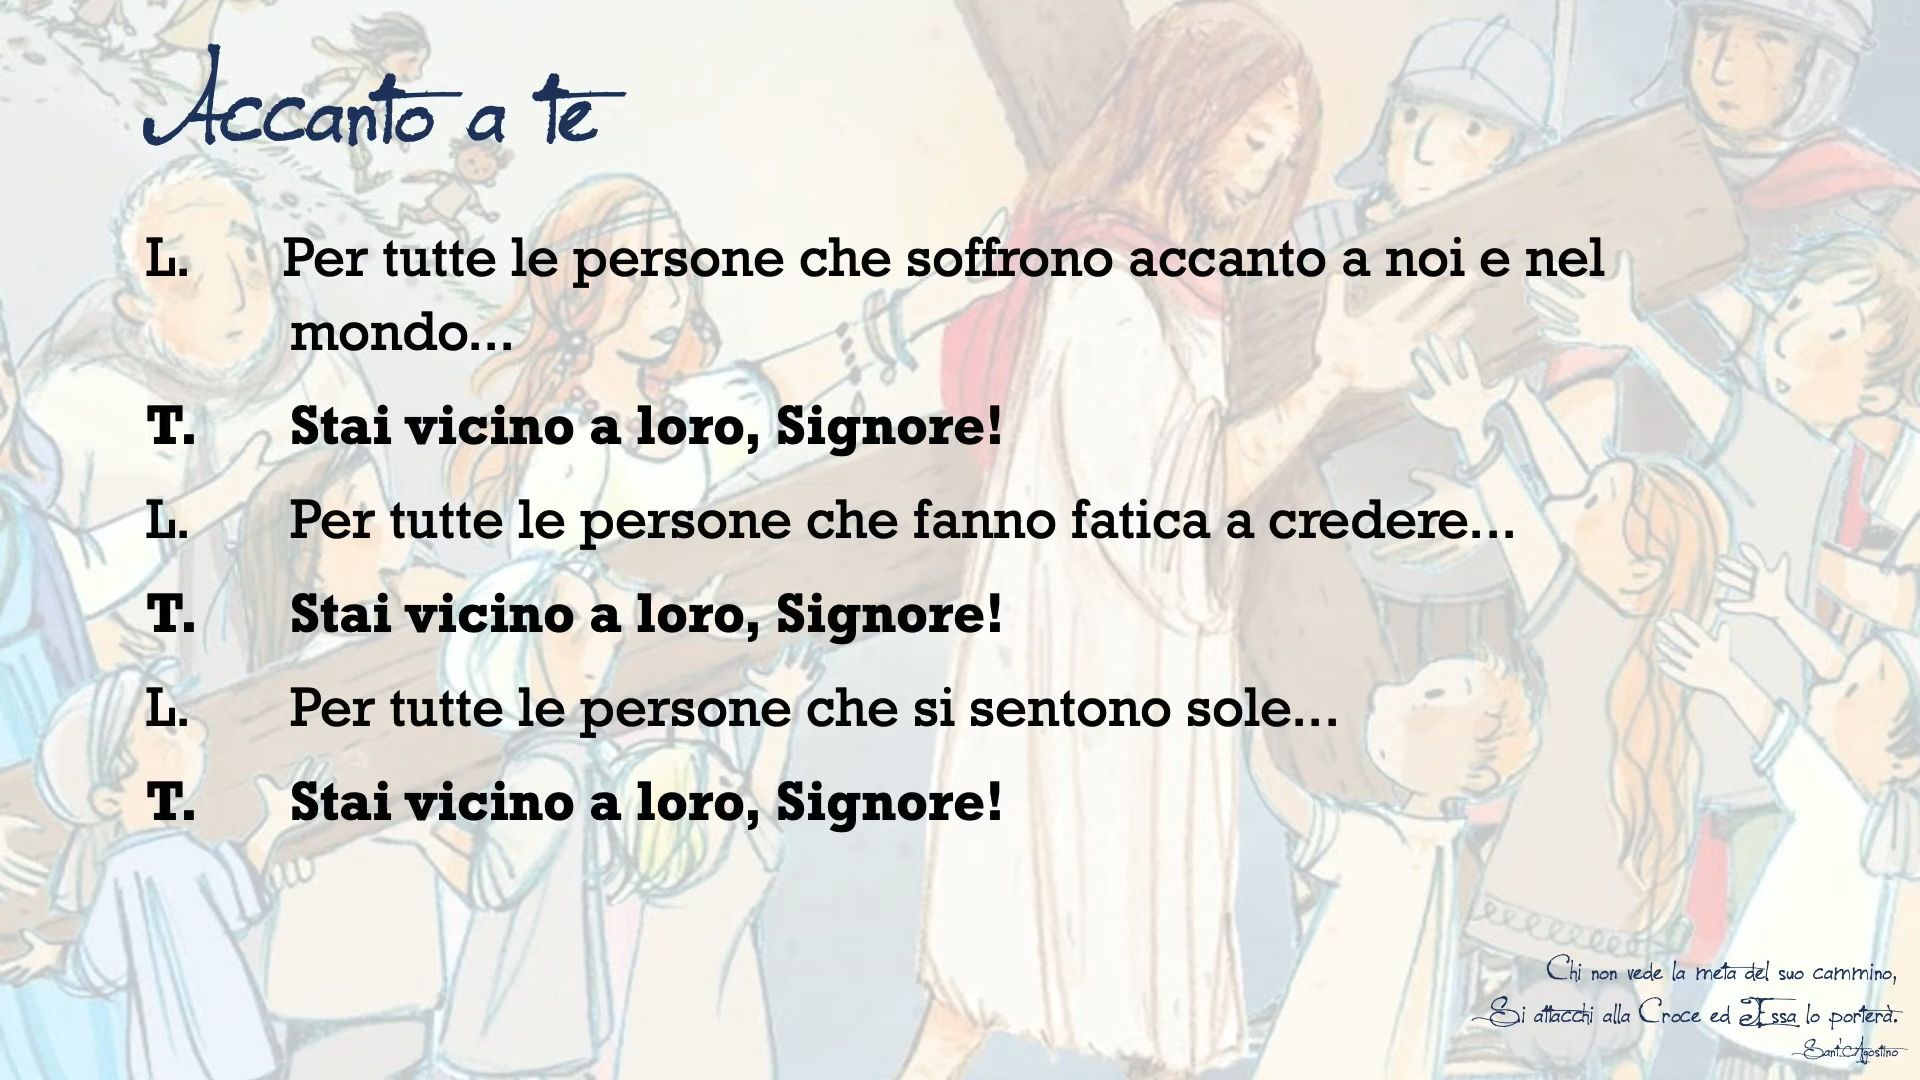 Accanto a te
L. Per tutte le persone che soffrono accanto a noi e nel
mondo...
T. Stai vicino a loro, Signore!
L. Per tutte le persone che fanno fatica a credere...
T. Stai vicino a loro, Signore!
L. Per tutte le persone che si sentono sole...
T. Stai vicino a loro, Signore!
Chi non vede la meta del suo cammino,
Si attacchi alla Croce ed Essa lo porterà.
Sant'Agostino